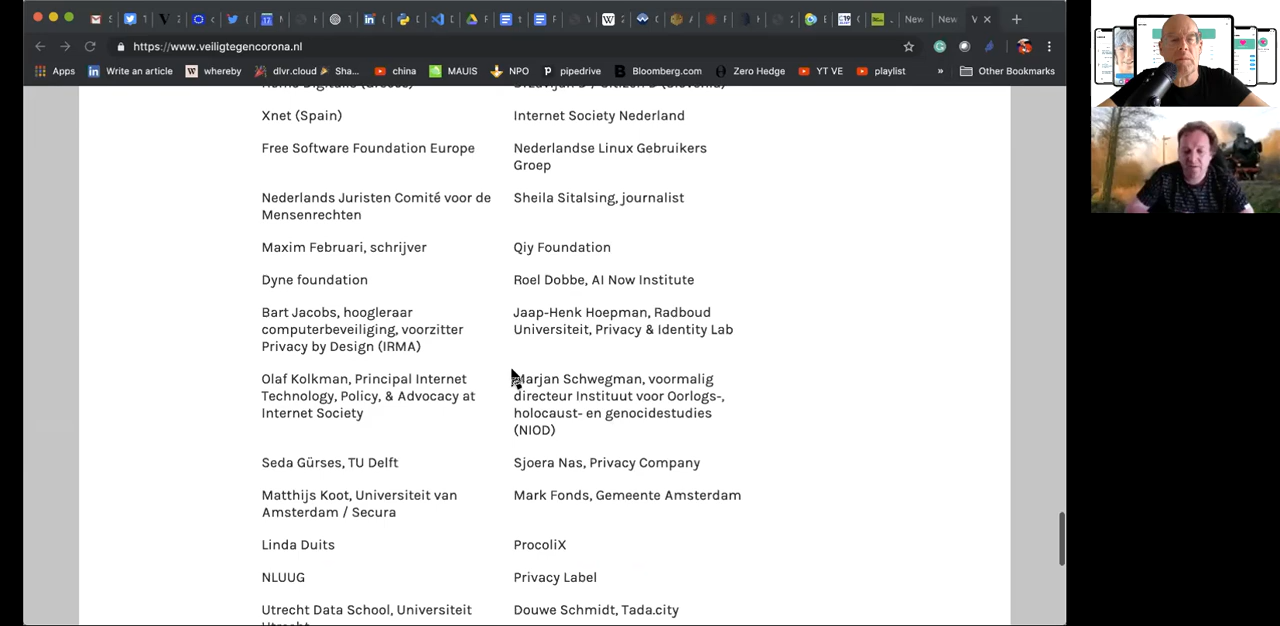 https://www.veiligtegencorona.nl
Apps
Write an article
whereby
dlvr.cloud
Sha...
china
MAUIS
NPO
pipedrive
Bloomberg.com
Zero Hedge
YT VE
playlist
»
Other Bookmarks
Xnet (Spain)
Internet Society Nederland
Free Software Foundation Europe
Nederlandse Linux Gebruikers
Groep
Nederlands Juristen Comité voor de
Mensenrechten
Sheila Sitalsing, journalist
Maxim Februari, schrijver
Qiy Foundation
Dyne foundation
Roel Dobbe, AI Now Institute
Bart Jacobs, hoogleraar
computerbeveiliging, voorzitter
Privacy by Design (IRMA)
Jaap-Henk Hoepman, Radboud
Universiteit, Privacy & Identity Lab
Olaf Kolkman, Principal Internet
Technology, Policy, & Advocacy at
Internet Society
Marjan Schwegman, voormalig
directeur Instituut voor Oorlogs-,
holocaust- en genocidestudies
(NIOD)
Seda Gürses, TU Delft
Sjoera Nas, Privacy Company
Matthijs Koot, Universiteit van
Amsterdam / Secura
Mark Fonds, Gemeente Amsterdam
Linda Duits
ProcoliX
NLUUG
Privacy Label
Utrecht Data School, Universiteit
Douwe Schmidt, Tada.city